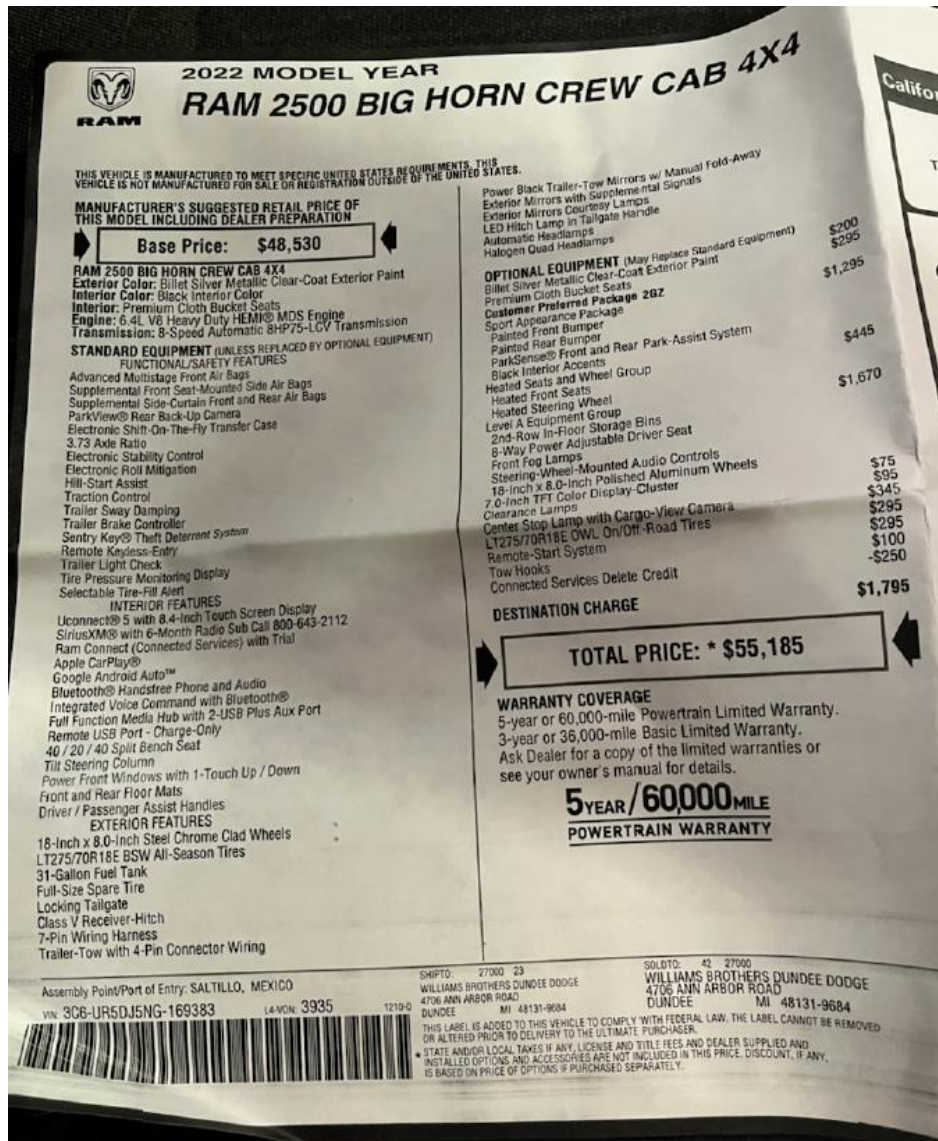 RAM
2022 MODEL YEAR
RAM 2500 BIG HORN CREW CAB 4X4
THIS VEHICLE IS MANUFACTURED TO MEET SPECIFIC UNITED STATES REQUIREMENTS. THIS
VEHICLE IS NOT MANUFACTURED FOR SALE OR REGISTRATION OUTSIDE OF THE UNITED STATES.
MANUFACTURER'S SUGGESTED RETAIL PRICE OF
THIS MODEL INCLUDING DEALER PREPARATION
Base Price: $48,530
RAM 2500 BIG HORN CREW CAB 4X4
Exterior Color: Billet Silver Metallic Clear-Coat Exterior Paint
Interior Color: Black Interior Color
Interior: Premium Cloth Bucket Seats
Engine: 6.4L V8 Heavy Duty HEMI® MDS Engine
Transmission: 8-Speed Automatic 8HP75-LCV Transmission
STANDARD EQUIPMENT (UNLESS REPLACED BY OPTIONAL EQUIPMENT)
FUNCTIONAL/SAFETY FEATURES
Advanced Multistage Front Air Bags
Supplemental Front Seat-Mounted Side Air Bags
Supplemental Side-Curtain Front and Rear Air Bags
ParkView® Rear Back-Up Camera
Electronic Shift-On-The-Fly Transfer Case
3.73 Axle Ratio
Electronic Stability Control
Electronic Roll Mitigation
Hill-Start Assist
Traction Control
Trailer Sway Damping
Trailer Brake Controller
Sentry Key® Theft Deterrent System
Remote Keyless-Entry
Trailer Light Check
Tire Pressure Monitoring Display
Selectable Tire-Fill Alert
INTERIOR FEATURES
Uconnect® 5 with 8.4-Inch Touch Screen Display
SiriusXM® with 6-Month Radio Sub Call 800-643-2112
Ram Connect (Connected Services) with Trial
Apple CarPlay®
Google Android Auto™
Bluetooth® Handsfree Phone and Audio
Integrated Voice Command with Bluetooth®
Full Function Media Hub with 2-USB Plus Aux Port
Remote USB Port - Charge-Only
40 / 20 / 40 Split Bench Seat
Tilt Steering Column
Power Front Windows with 1-Touch Up / Down
Front and Rear Floor Mats
Driver / Passenger Assist Handles
EXTERIOR FEATURES
18-Inch x 8.0-Inch Steel Chrome Clad Wheels
LT275/70R18E BSW All-Season Tires
31-Gallon Fuel Tank
Full-Size Spare Tire
Locking Tailgate
Class V Receiver-Hitch
7-Pin Wiring Harness
Trailer-Tow with 4-Pin Connector Wiring
Power Black Trailer-Tow Mirrors w/ Manual Fold-Away
Exterior Mirrors with Supplemental Signals
Exterior Mirrors Courtesy Lamps
LED Hitch Lamp in Tailgate Handle
Automatic Headlamps
Halogen Quad Headlamps
OPTIONAL EQUIPMENT (May Replace Standard Equipment)
Billet Silver Metallic Clear-Coat Exterior Paint $200
Premium Cloth Bucket Seats $295
Customer Preferred Package 2GZ
Sport Appearance Package $1,295
Painted Front Bumper
Painted Rear Bumper
ParkSense® Front and Rear Park-Assist System
Black Interior Accents
Heated Seats and Wheel Group $445
Heated Front Seats
Heated Steering Wheel
Level A Equipment Group $1,670
2nd-Row In-Floor Storage Bins
8-Way Power Adjustable Driver Seat
Front Fog Lamps
Steering-Wheel-Mounted Audio Controls
18-Inch x 8.0-Inch Polished Aluminum Wheels
7.0-Inch TFT Color Display-Cluster
Clearance Lamps $75
$95
Center Stop Lamp with Cargo-View Camera $345
LT275/70R18E OWL On/Off-Road Tires $295
Remote-Start System $295
Tow Hooks $100
Connected Services Delete Credit -$250
DESTINATION CHARGE $1,795
TOTAL PRICE: * $55,185
WARRANTY COVERAGE
5-year or 60,000-mile Powertrain Limited Warranty.
3-year or 36,000-mile Basic Limited Warranty.
Ask Dealer for a copy of the limited warranties or
see your owner's manual for details.
5 YEAR / 60,000 MILE
POWERTRAIN WARRANTY
Assembly Point/Port of Entry: SALTILLO, MEXICO
VIN: 3C6-UR5DJ5NG-169383 L4-VON: 3935 1210-0
SHIPTO: 27000 23
WILLIAMS BROTHERS DUNDEE DODGE
4706 ANN ARBOR ROAD
DUNDEE MI 48131-9684
SOLDTO: 42 27000
WILLIAMS BROTHERS DUNDEE DODGE
4706 ANN ARBOR ROAD
DUNDEE MI 48131-9684
THIS LABEL IS ADDED TO THIS VEHICLE TO COMPLY WITH FEDERAL LAW. THE LABEL CANNOT BE REMOVED
OR ALTERED PRIOR TO DELIVERY TO THE ULTIMATE PURCHASER.
* STATE AND/OR LOCAL TAXES IF ANY, LICENSE AND TITLE FEES AND DEALER SUPPLIED AND
INSTALLED OPTIONS AND ACCESSORIES ARE NOT INCLUDED IN THIS PRICE. DISCOUNT, IF ANY,
IS BASED ON PRICE OF OPTIONS IF PURCHASED SEPARATELY.
Califor
T